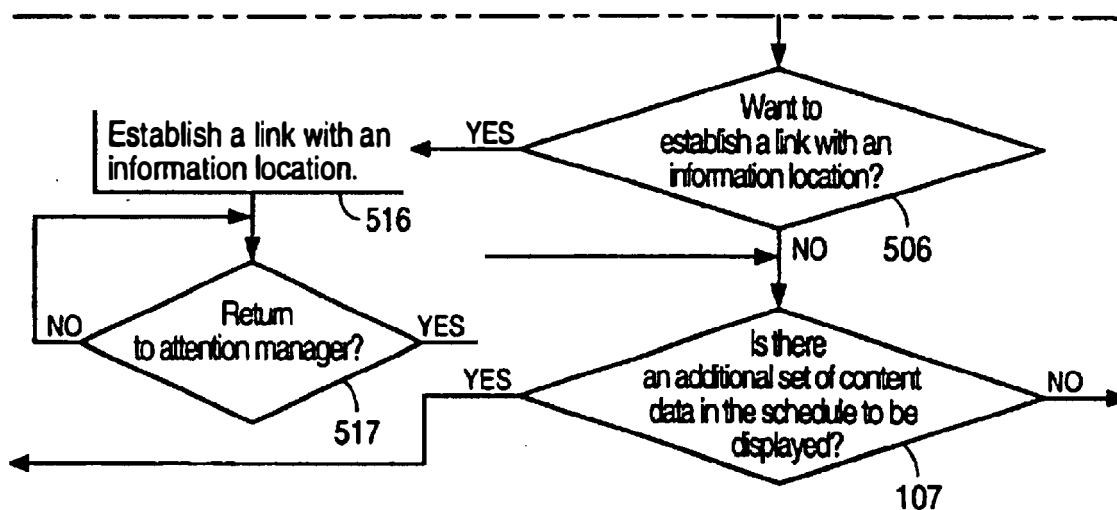 Want to
establish a link with an
information location?
YES
506
NO
Establish a link with an
information location.
516
Return
to attention manager?
NO
YES
517
Is there
an additional set of content
data in the schedule to be
displayed?
YES
NO
107